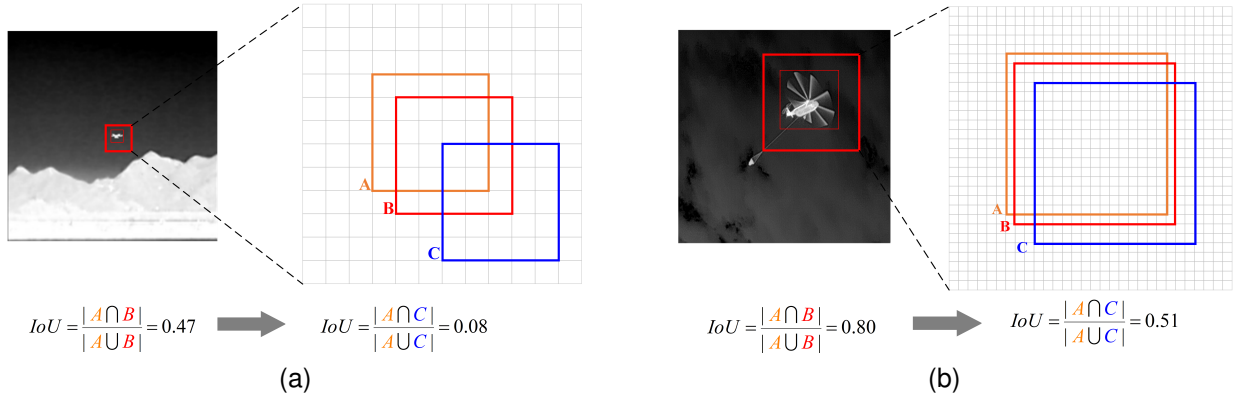 A
B
C
IoU = | A ⋂ B | / | A ⋃ B | = 0.47
IoU = | A ⋂ C | / | A ⋃ C | = 0.08
(a)
A
B
C
IoU = | A ⋂ B | / | A ⋃ B | = 0.80
IoU = | A ⋂ C | / | A ⋃ C | = 0.51
(b)